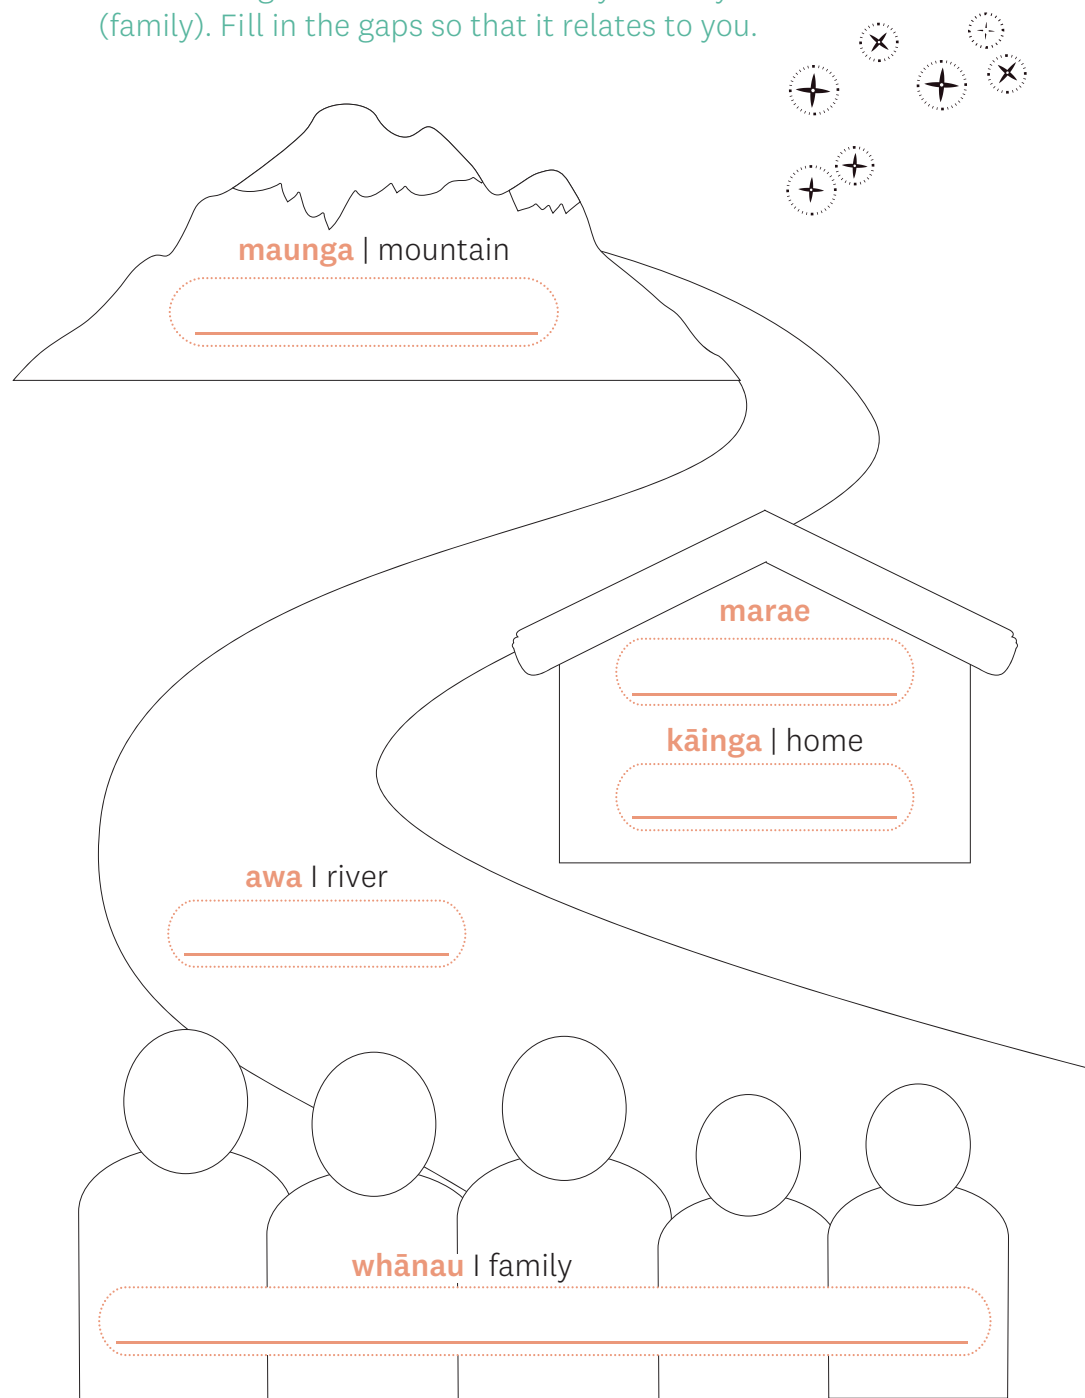 (family). Fill in the gaps so that it relates to you.
maunga | mountain
marae
kāinga | home
awa I river
whānau I family